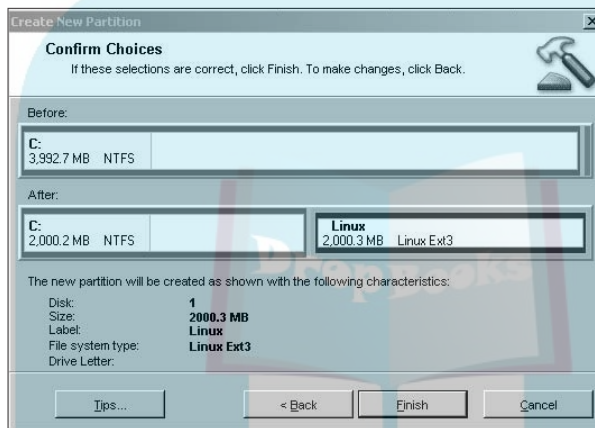 Create New Partition
Confirm Choices
If these selections are correct, click Finish. To make changes, click Back.
Before:
C:
3,992.7 MB NTFS
After:
C:
2,000.2 MB NTFS
Linux
2,000.3 MB Linux Ext3
DropBooks
The new partition will be created as shown with the following characteristics:
Disk: 1
Size: 2000.3 MB
Label: Linux
File system type: Linux Ext3
Drive Letter:
Tips...
< Back
Finish
Cancel